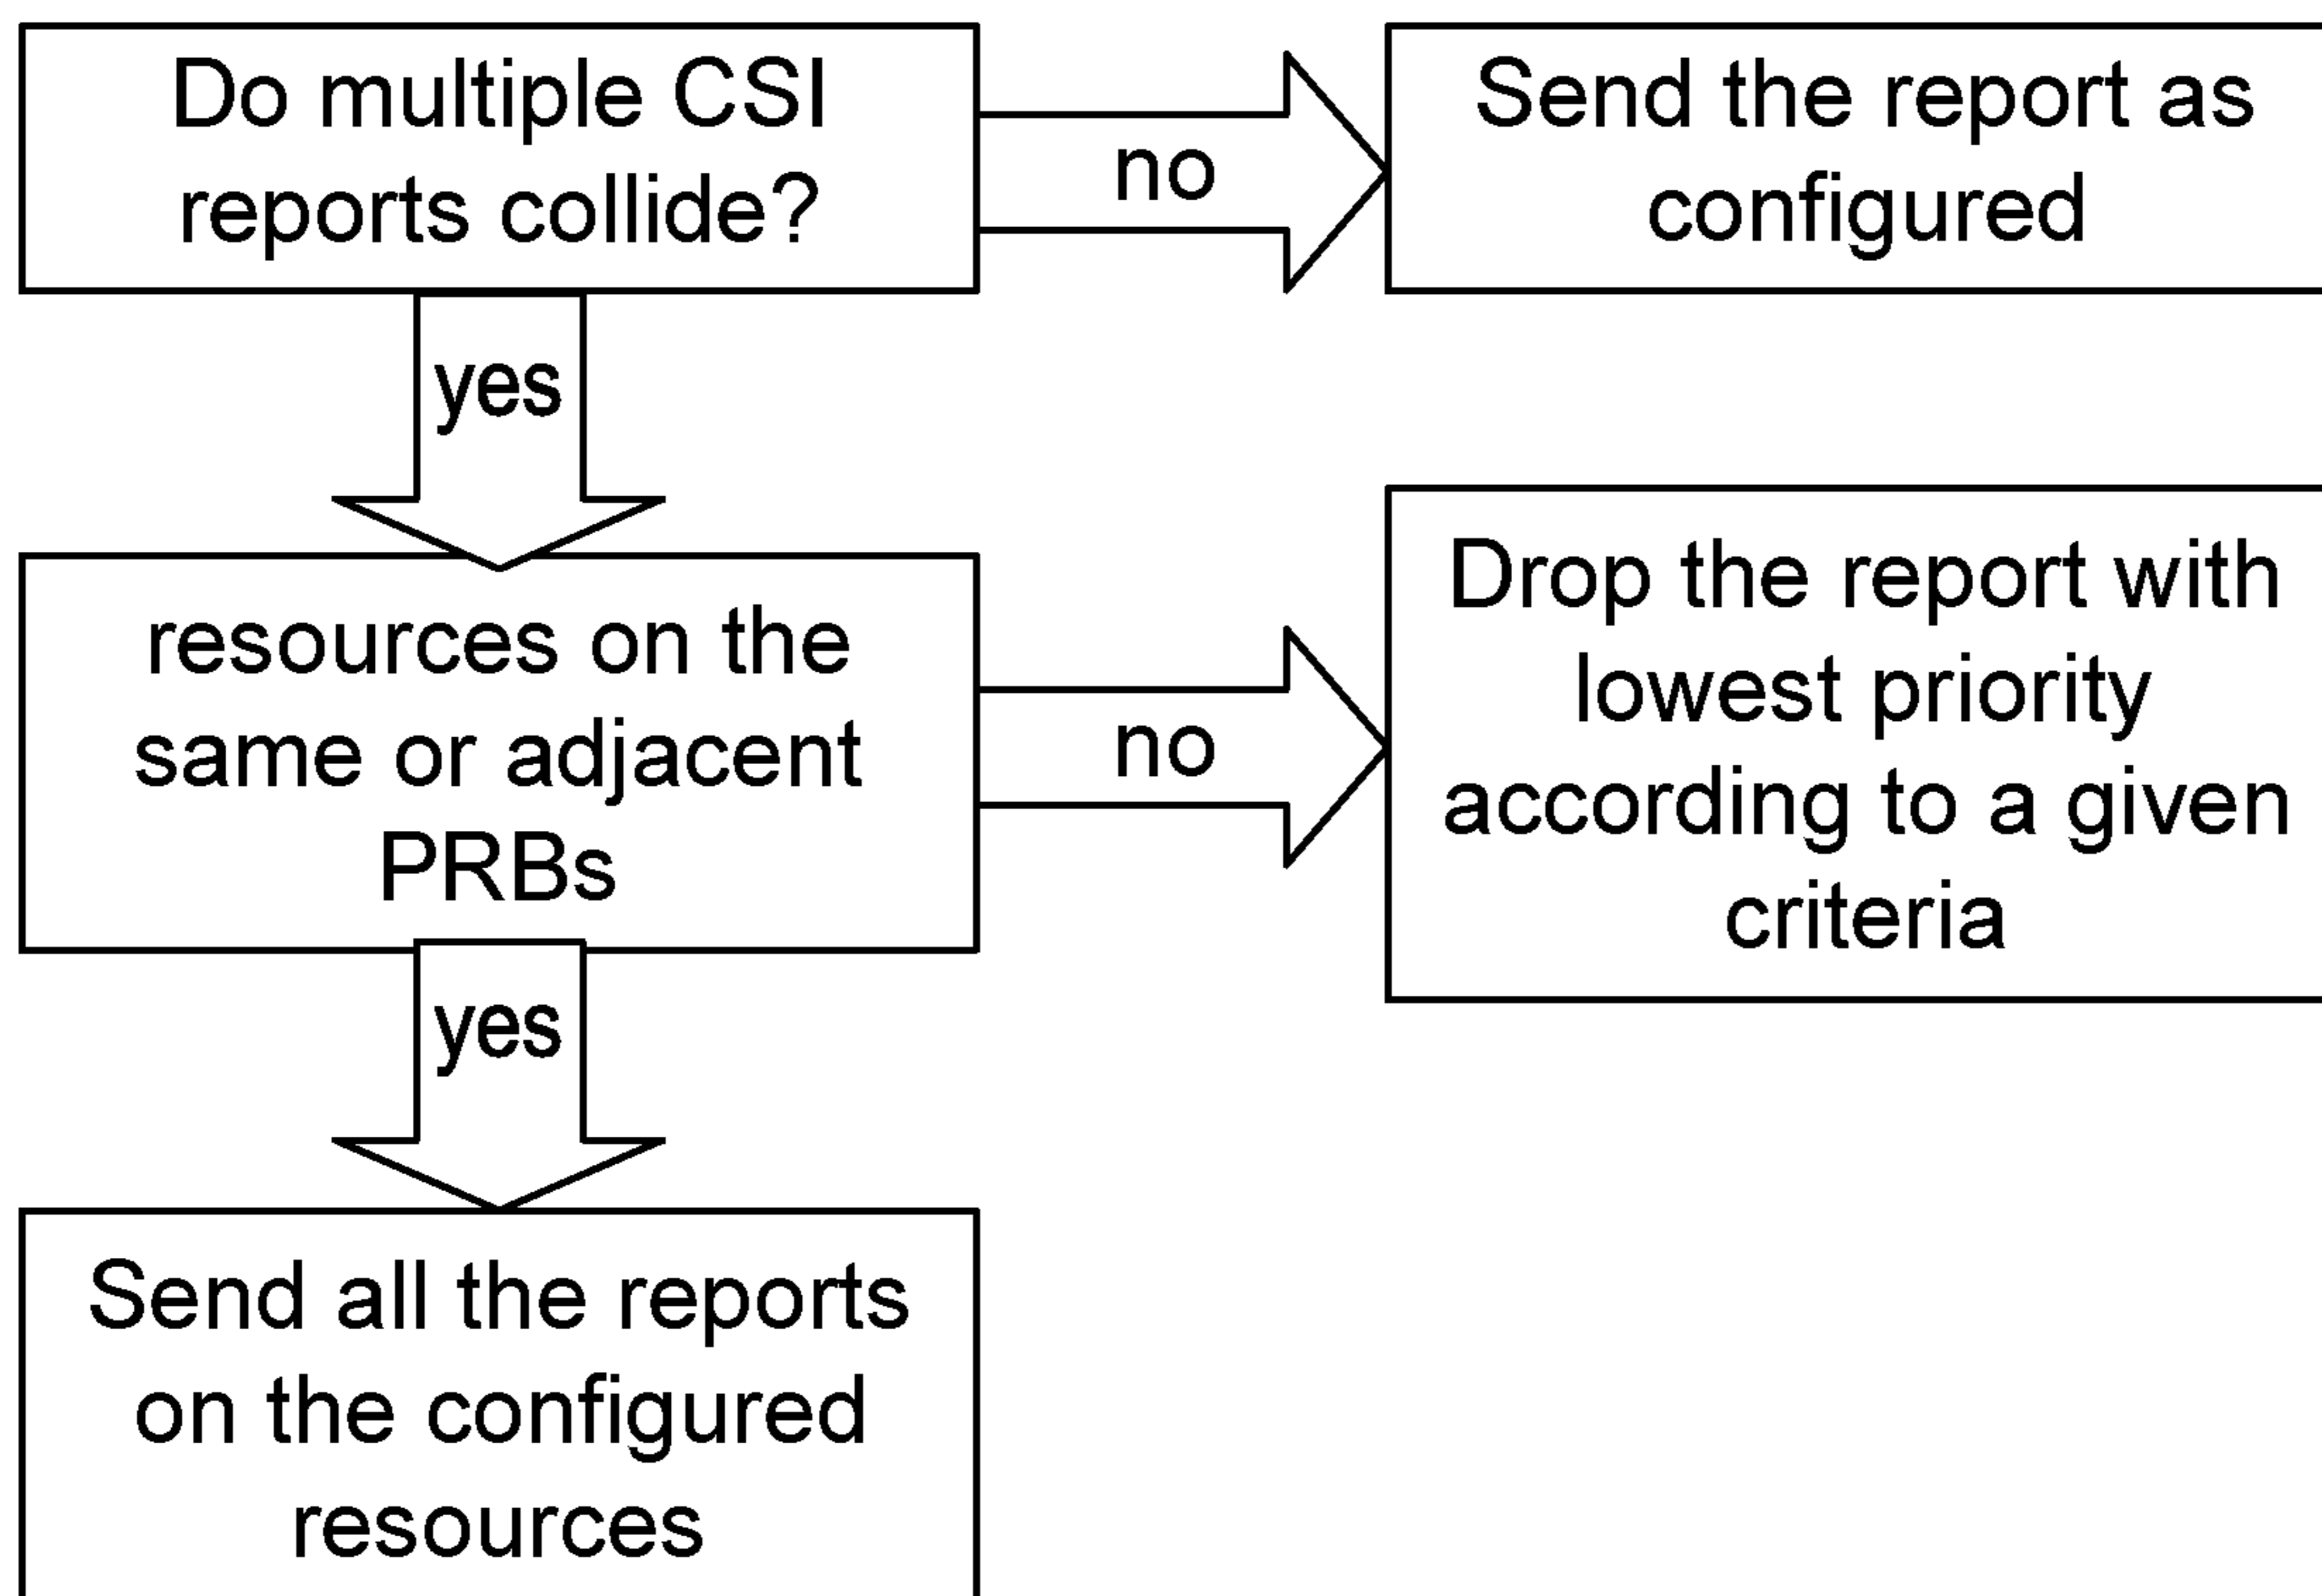 Do multiple CSI
reports collide?
no
Send the report as
configured
yes
resources on the
same or adjacent
PRBs
no
Drop the report with
lowest priority
according to a given
criteria
yes
Send all the reports
on the configured
resources